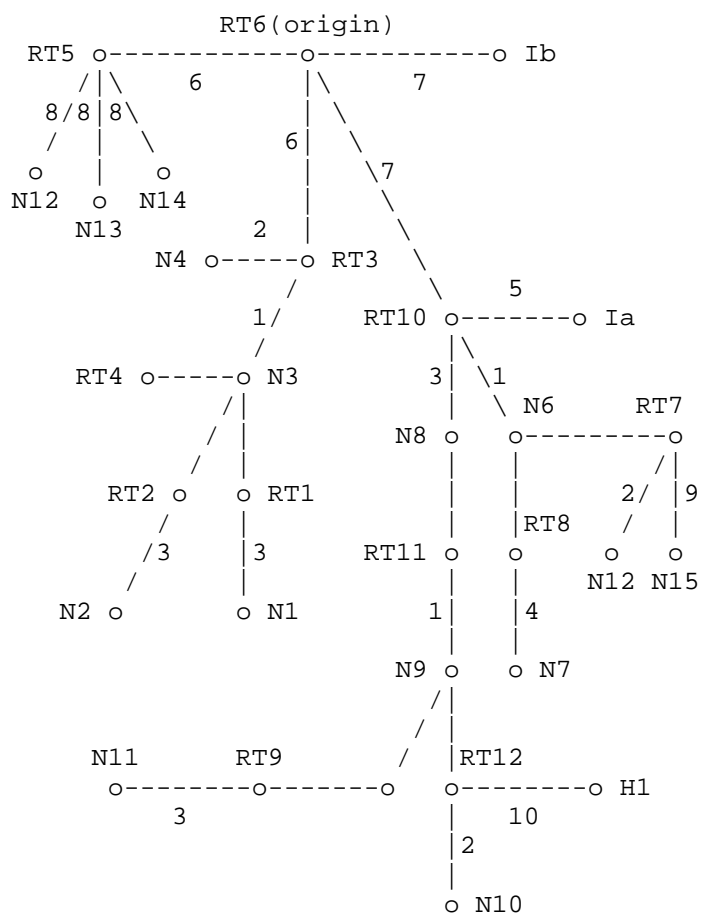 RT6(origin)
RT5 Ib
6 7
8 8 8
6
7
N12 N14
N13
2
N4 RT3
5
1
RT10 Ia
RT4 N3 3 1
N6 RT7
N8
2 9
RT2 RT1
RT8
3 3 RT11
N12 N15
N2 N1 1 4
N9 N7
N11 RT9 RT12
H1
3 10
2
N10